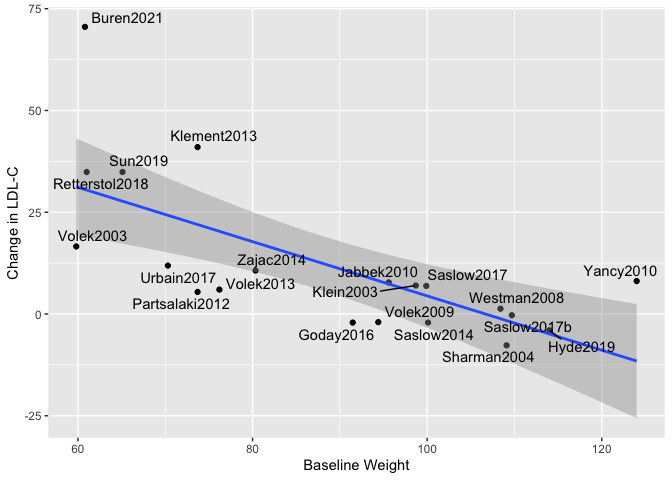 75
Buren2021
50
Klement2013
Sun2019
Retterstol2018
25
Volek2003
Zajac2014
Urbain2017
Volek2013
Partsalaki2012
Jabbek2010
Saslow2017
Klein2003
Yancy2010
Westman2008
Volek2009
0
Goday2016
Saslow2014
Saslow2017b
Hyde2019
Sharman2004
-25
Change in LDL-C
60
80
100
120
Baseline Weight